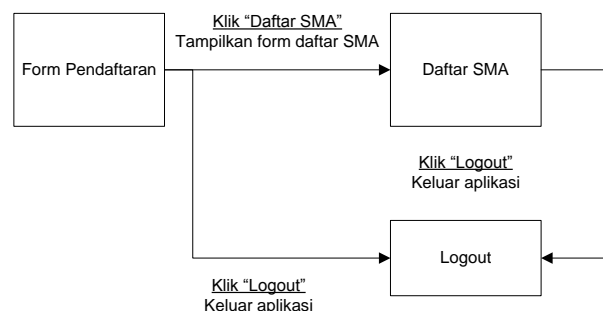 Klik “Daftar SMA”
Tampilkan form daftar SMA
Form Pendaftaran
Daftar SMA
Klik “Logout”
Keluar aplikasi
Logout
Klik “Logout”
Keluar aplikasi